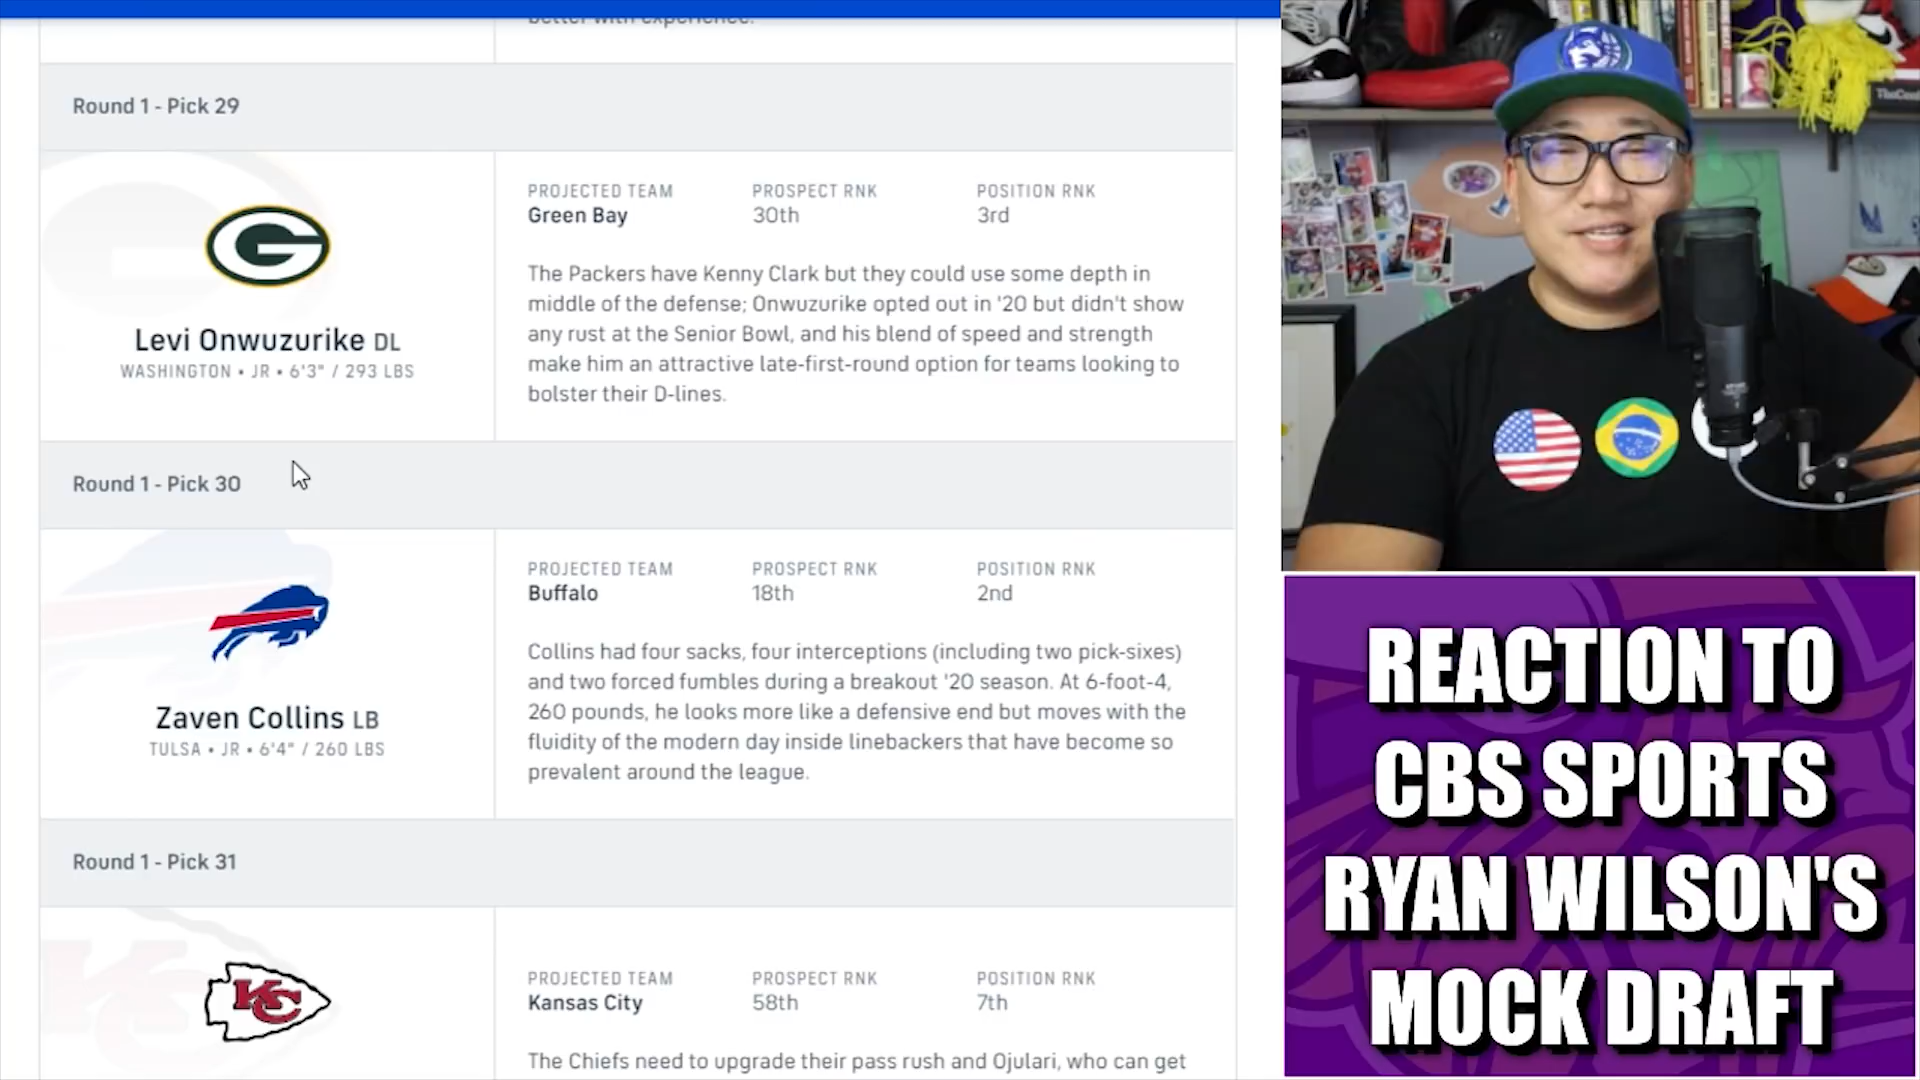 better with experience.
Round 1 - Pick 29
PROJECTED TEAM PROSPECT RNK POSITION RNK
Green Bay 30th 3rd
The Packers have Kenny Clark but they could use some depth in
middle of the defense; Onwuzurike opted out in '20 but didn't show
any rust at the Senior Bowl, and his blend of speed and strength
make him an attractive late-first-round option for teams looking to
bolster their D-lines.
G
Levi Onwuzurike DL
WASHINGTON • JR • 6'3" / 293 LBS
Round 1 - Pick 30
PROJECTED TEAM PROSPECT RNK POSITION RNK
Buffalo 18th 2nd
Collins had four sacks, four interceptions (including two pick-sixes)
and two forced fumbles during a breakout '20 season. At 6-foot-4,
260 pounds, he looks more like a defensive end but moves with the
fluidity of the modern day inside linebackers that have become so
prevalent around the league.
Zaven Collins LB
TULSA • JR • 6'4" / 260 LBS
Round 1 - Pick 31
PROJECTED TEAM PROSPECT RNK POSITION RNK
Kansas City 58th 7th
The Chiefs need to upgrade their pass rush and Ojulari, who can get
KC
REACTION TO
CBS SPORTS
RYAN WILSON'S
MOCK DRAFT